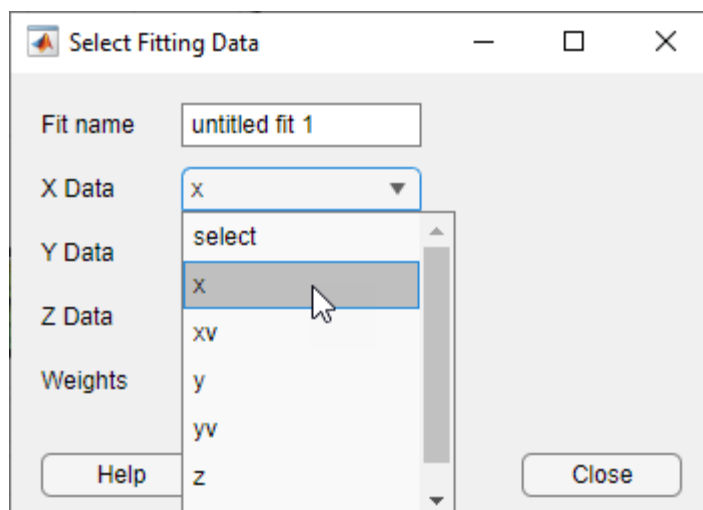 Select Fitting Data
Fit name untitled fit 1
X Data x
select
Y Data
x
Z Data
xv
Weights y
yv
Help z Close